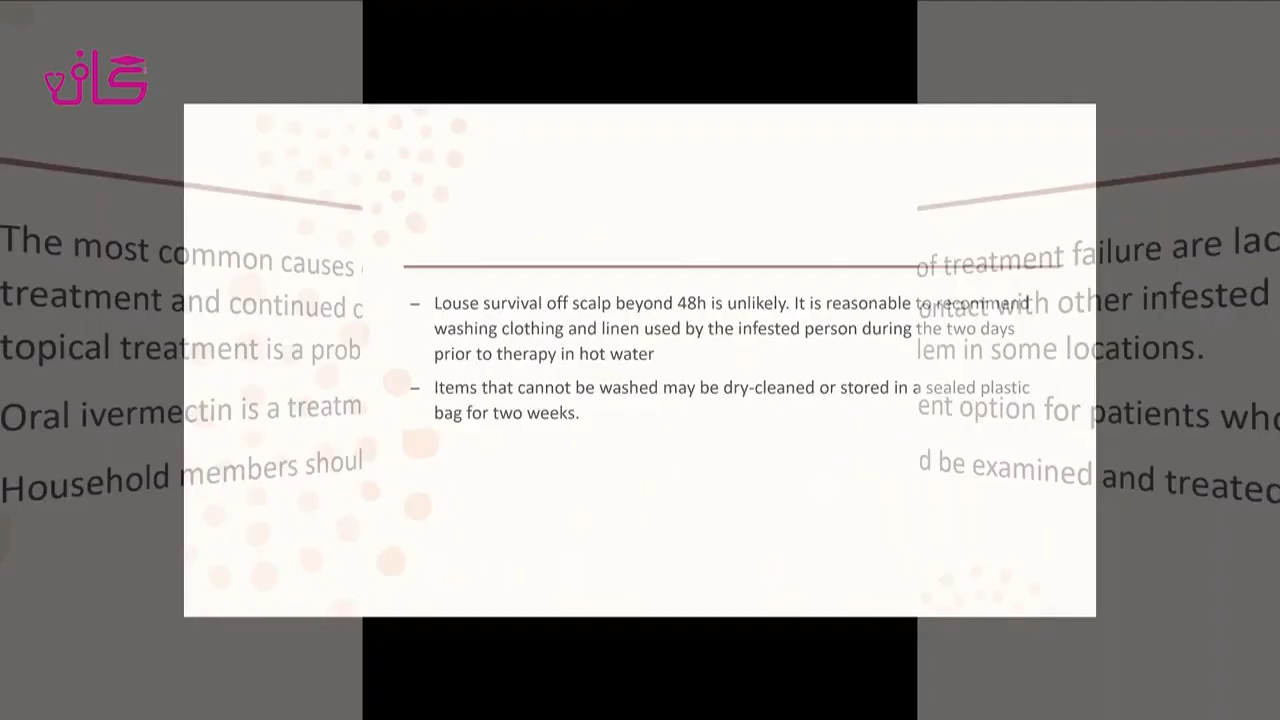 كان
– Louse survival off scalp beyond 48h is unlikely. It is reasonable to recommend
washing clothing and linen used by the infested person during the two days
prior to therapy in hot water
– Items that cannot be washed may be dry-cleaned or stored in a sealed plastic
bag for two weeks.
The most common causes of treatment failure are lac
treatment and continued contact with other infested
topical treatment is a problem in some locations.
Oral ivermectin is a treatment option for patients who
Household members should be examined and treated